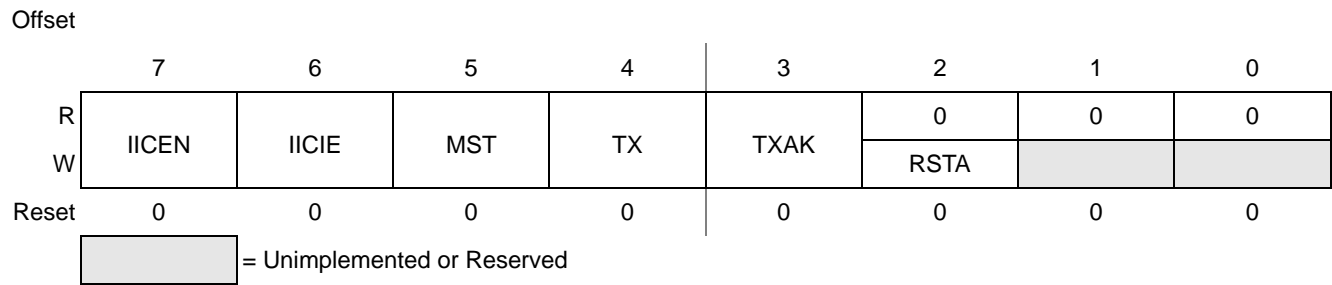 Offset
7 6 5 4 3 2 1 0
R 0 0 0
IICEN IICIE MST TX TXAK
W RSTA
Reset 0 0 0 0 0 0 0 0
= Unimplemented or Reserved